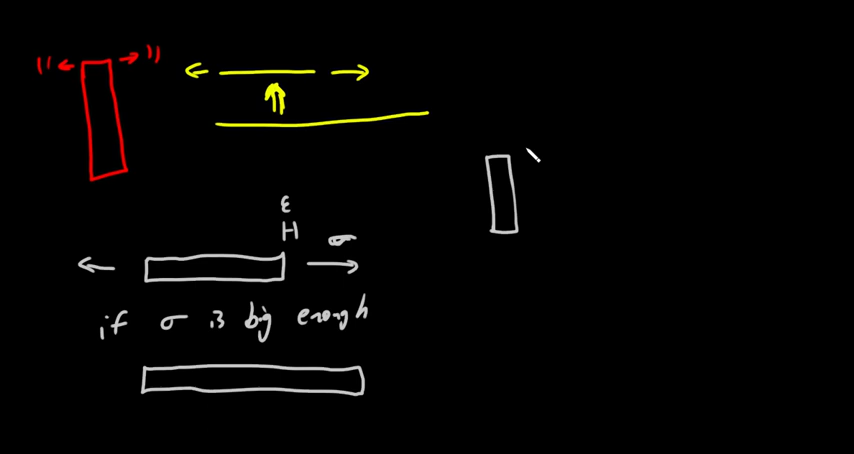 ε
σ
if σ is big enough